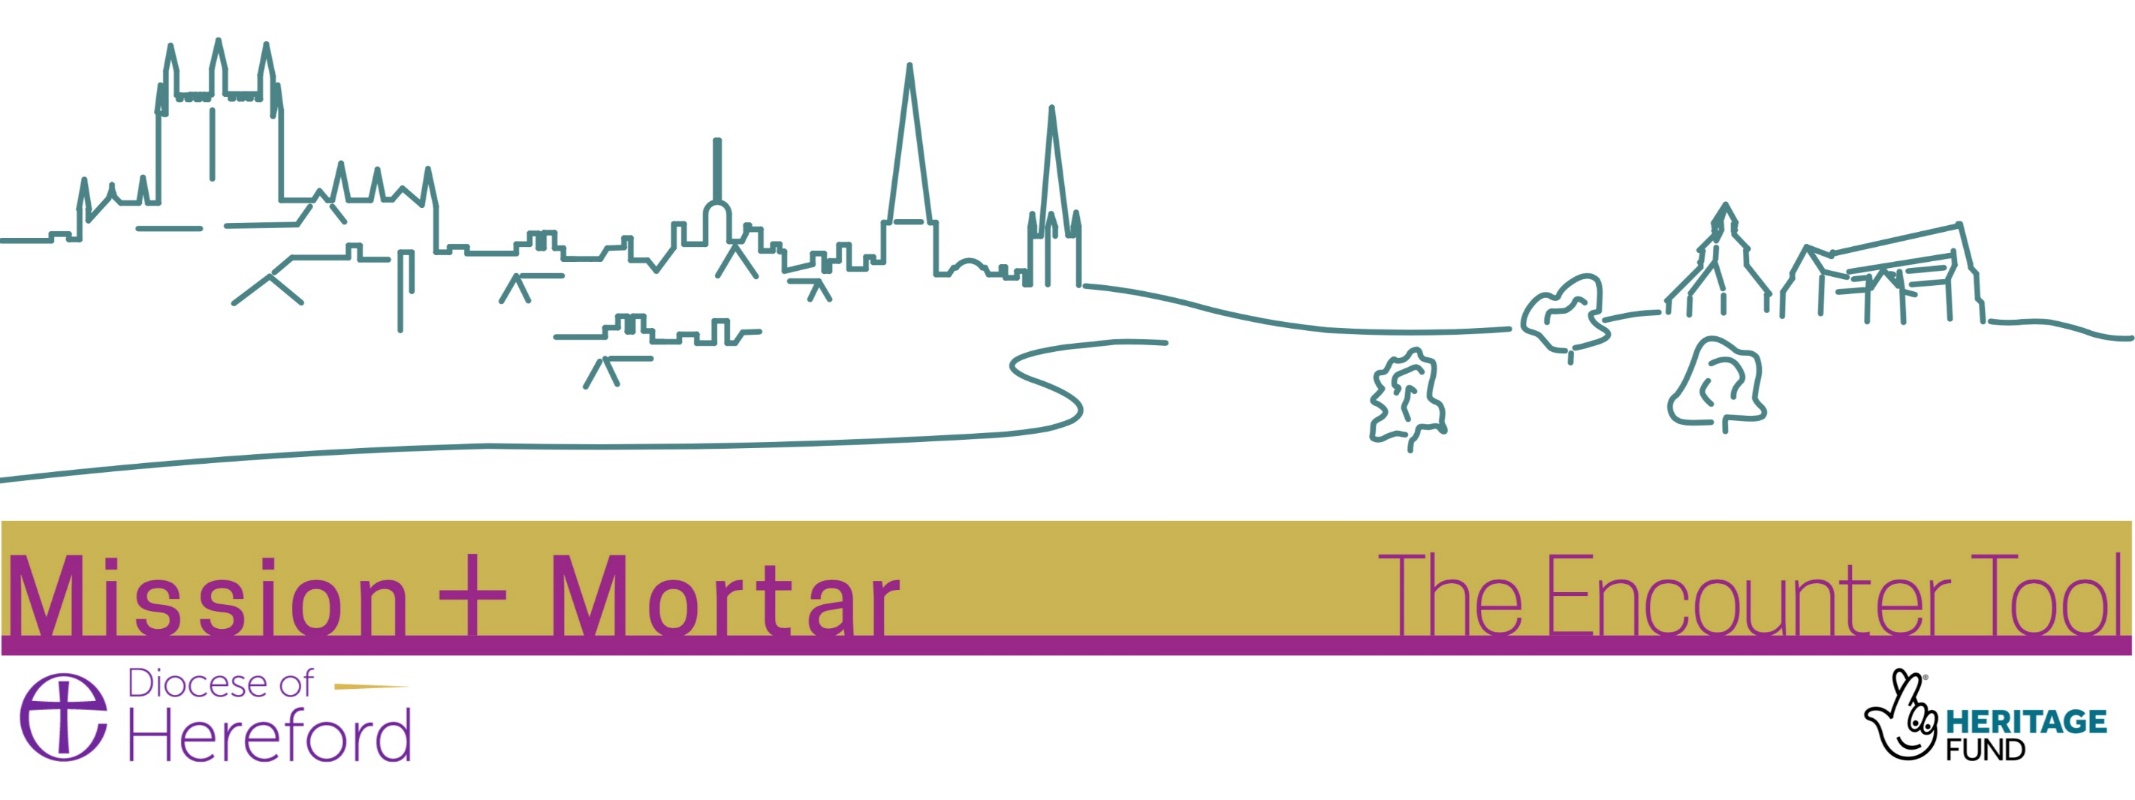 Mission + Mortar
The Encounter Tool
Diocese of
Hereford
HERITAGE
FUND